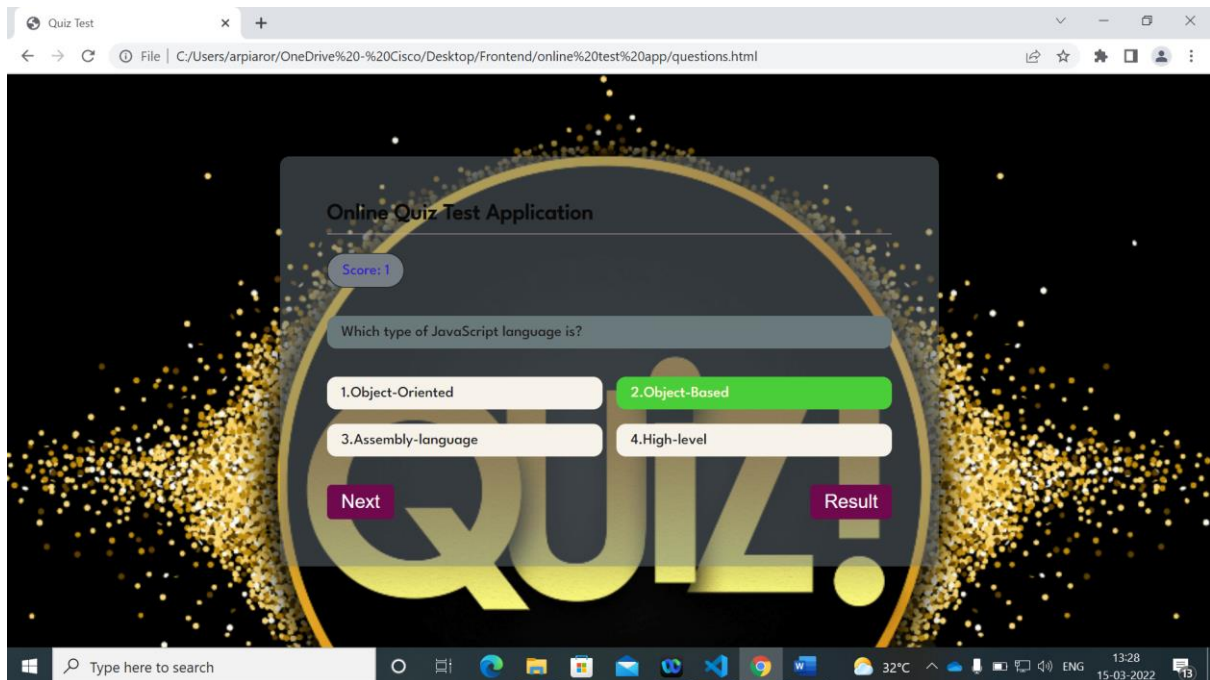 Quiz Test
File | C:/Users/arpiaror/OneDrive%20-%20Cisco/Desktop/Frontend/online%20test%20app/questions.html
Online Quiz Test Application
Score: 1
Which type of JavaScript language is?
1.Object-Oriented
2.Object-Based
3.Assembly-language
4.High-level
Next
Result
QUIZ!
Type here to search
32°C
ENG
13:28
15-03-2022
13